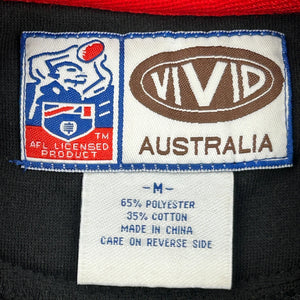 VIVID
AUSTRALIA
TM
AFL LICENSED
PRODUCT
- M -
65% POLYESTER
35% COTTON
MADE IN CHINA
CARE ON REVERSE SIDE